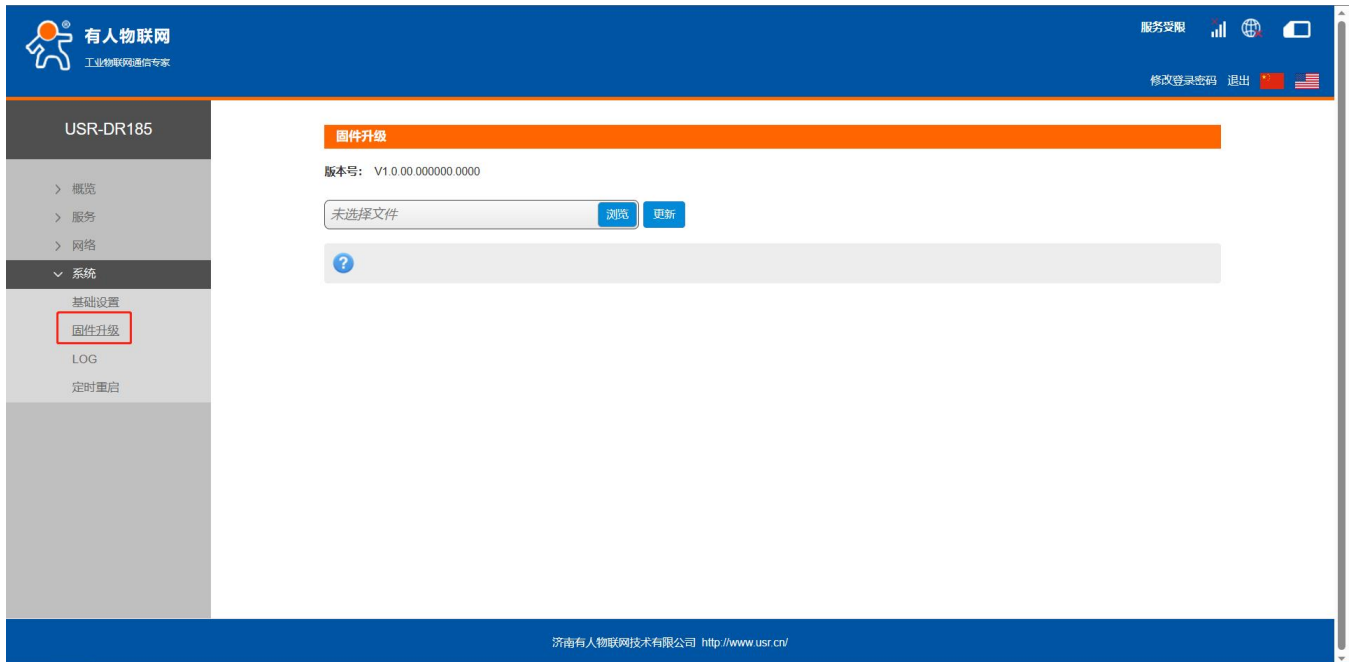 有人物联网
工业物联网通信专家
服务受限
修改登录密码 退出
USR-DR185
概览
服务
网络
系统
基础设置
固件升级
LOG
定时重启
固件升级
版本号： V1.0.00.000000.0000
未选择文件 浏览 更新
济南有人物联网技术有限公司 http://www.usr.cn/